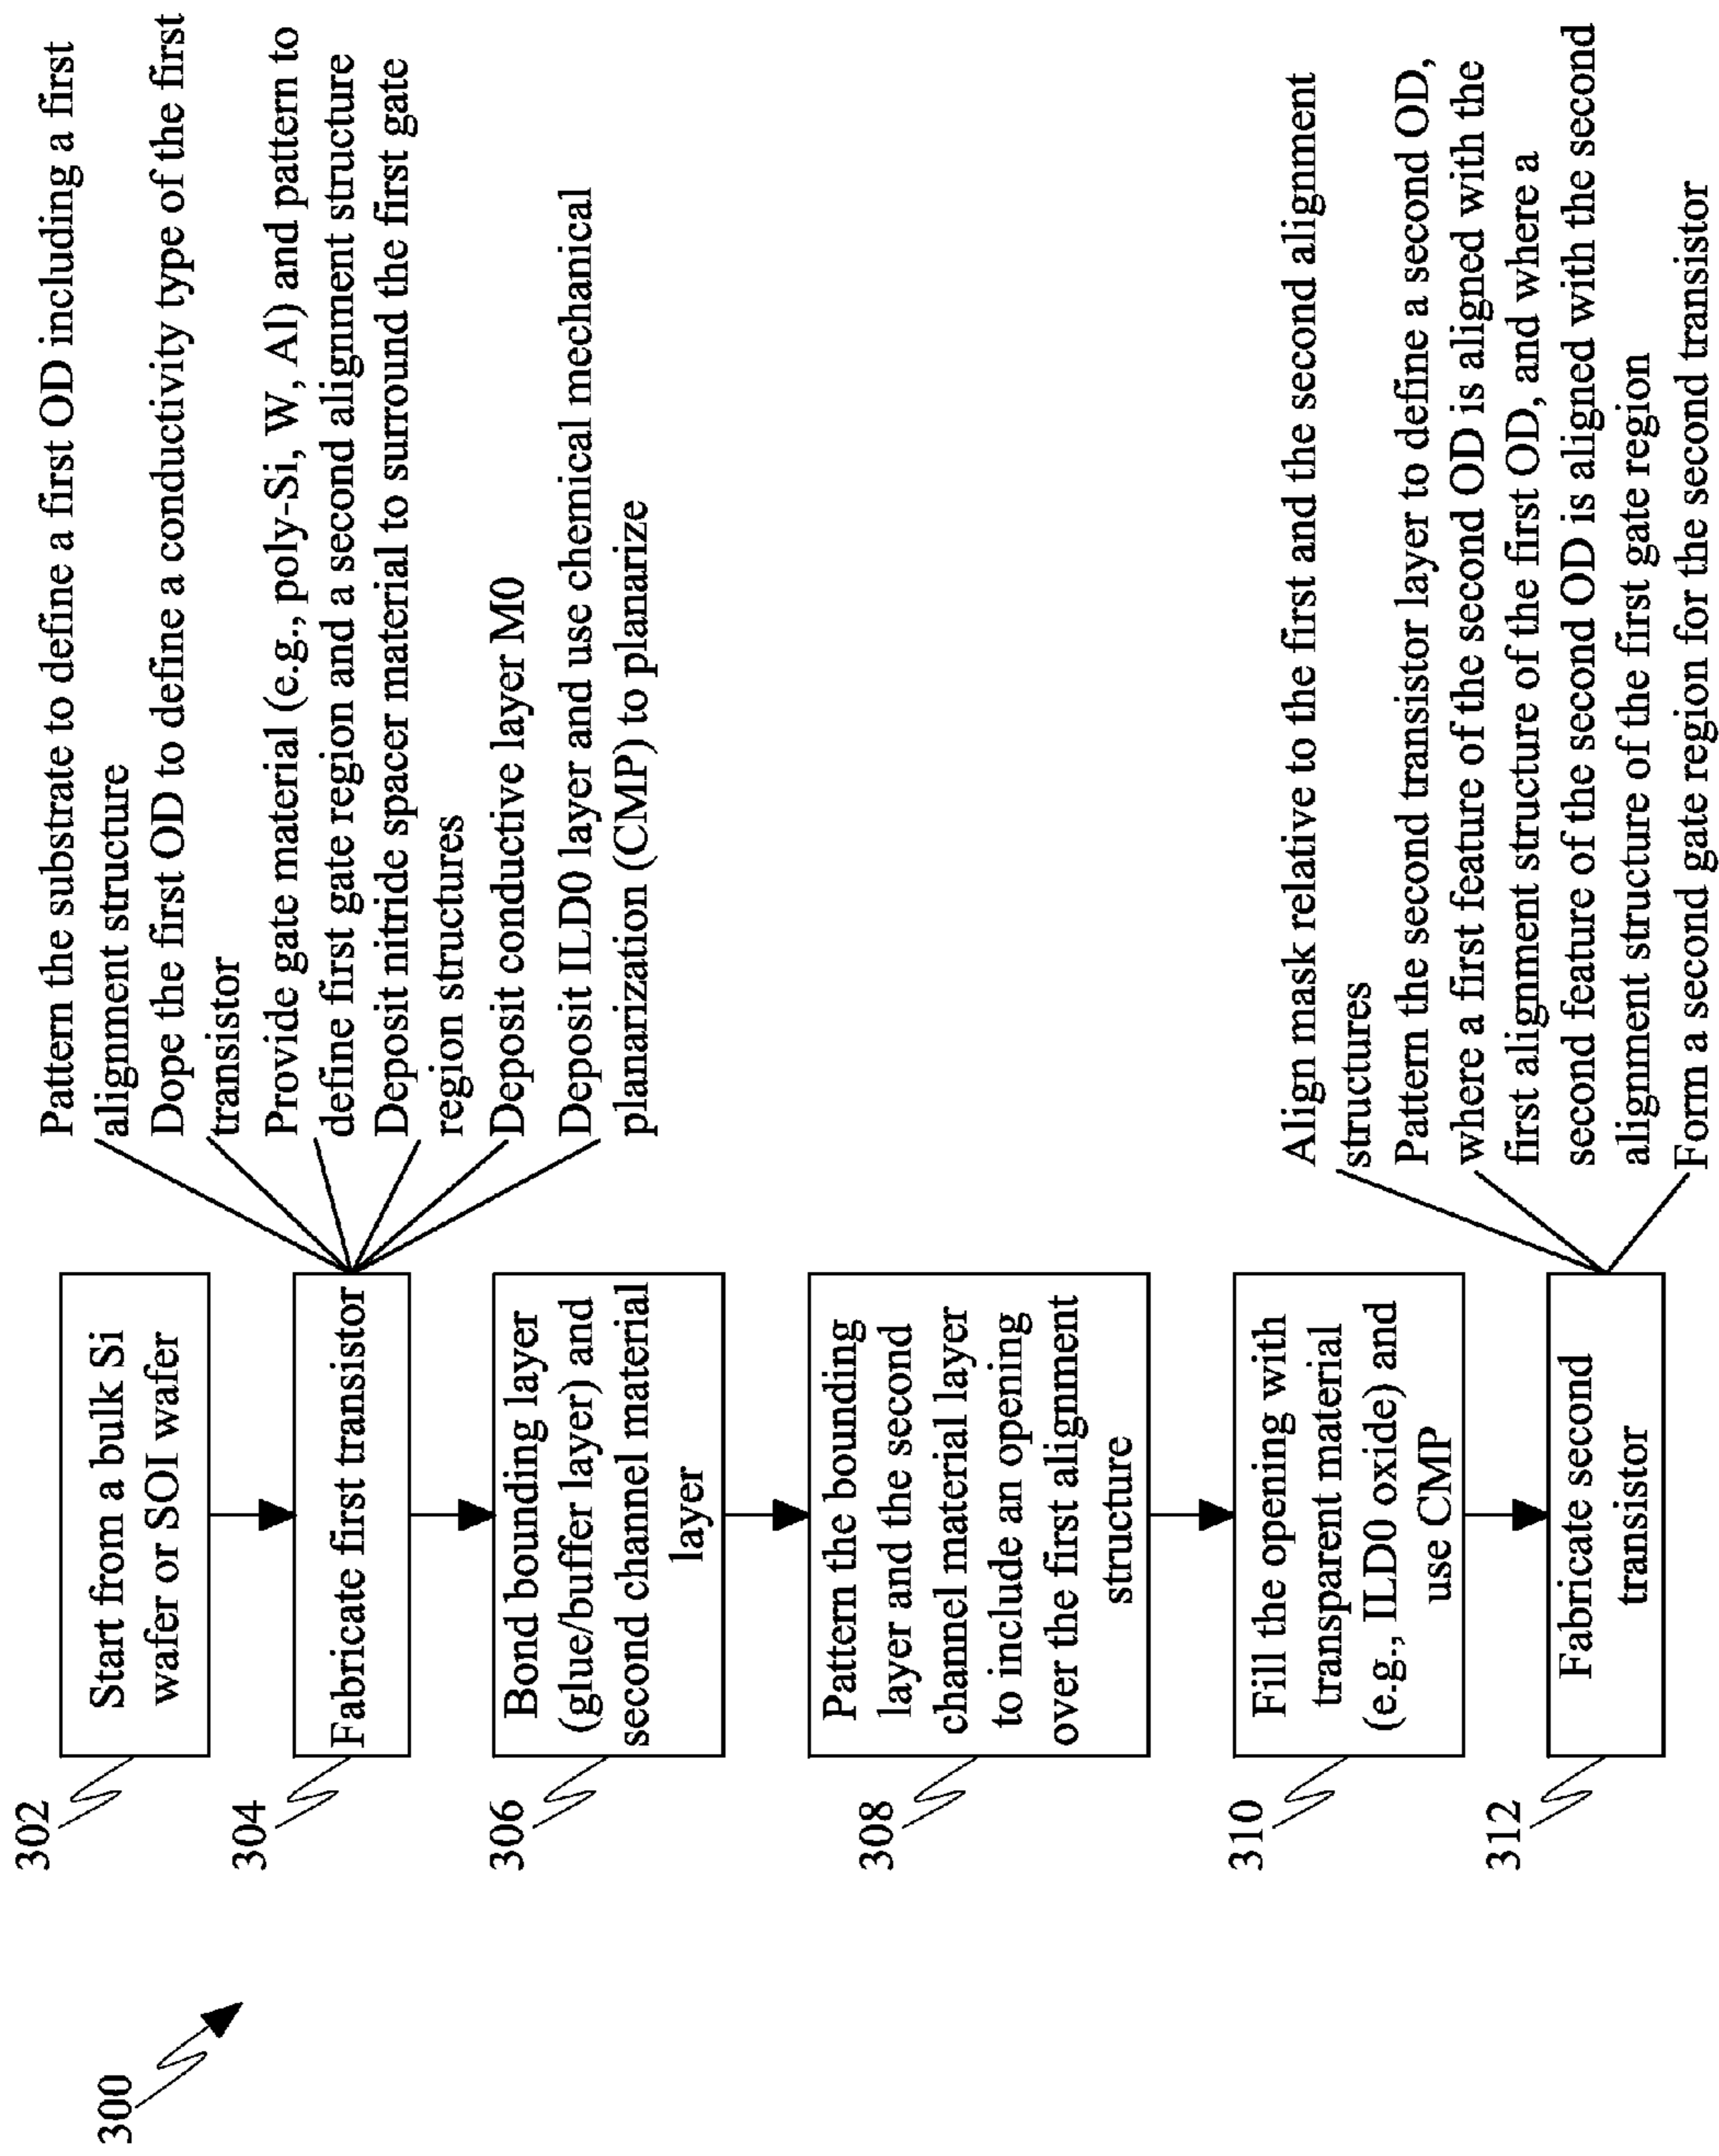 300
302
Start from a bulk Si
wafer or SOI wafer
304
Fabricate first transistor
Pattern the substrate to define a first OD including a first
alignment structure
Dope the first OD to define a conductivity type of the first
transistor
Provide gate material (e.g., poly-Si, W, Al) and pattern to
define first gate region and a second alignment structure
Deposit nitride spacer material to surround the first gate
region structures
Deposit conductive layer M0
Deposit ILD0 layer and use chemical mechanical
planarization (CMP) to planarize
306
Bond bounding layer
(glue/buffer layer) and
second channel material
layer
308
Pattern the bounding
layer and the second
channel material layer
to include an opening
over the first alignment
structure
310
Fill the opening with
transparent material
(e.g., ILD0 oxide) and
use CMP
312
Fabricate second
transistor
Align mask relative to the first and the second alignment
structures
Pattern the second transistor layer to define a second OD,
where a first feature of the second OD is aligned with the
first alignment structure of the first OD, and where a
second feature of the second OD is aligned with the second
alignment structure of the first gate region
Form a second gate region for the second transistor